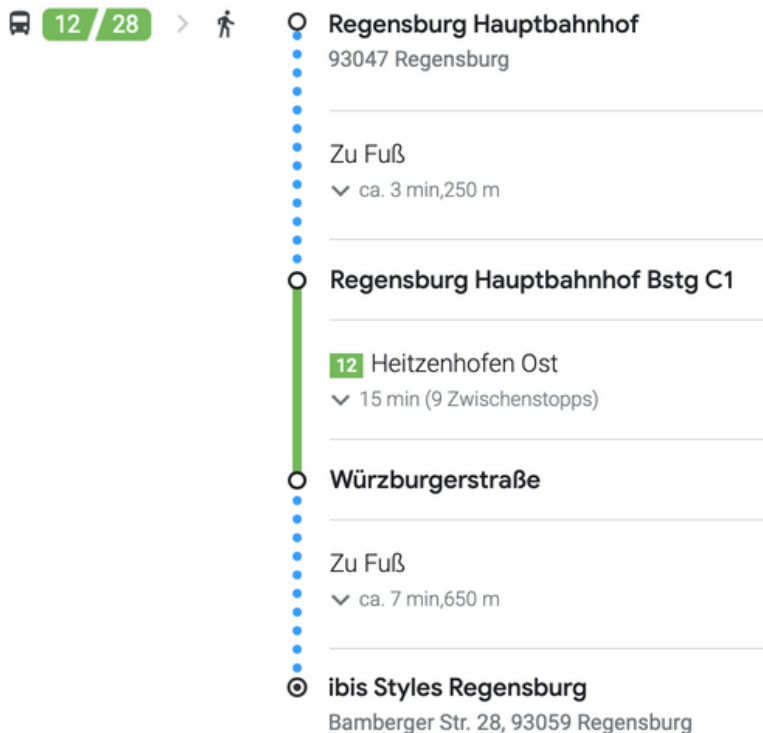 12 / 28
Regensburg Hauptbahnhof
93047 Regensburg
Zu Fuß
ca. 3 min,250 m
Regensburg Hauptbahnhof Bstg C1
12 Heitzenhofen Ost
15 min (9 Zwischenstopps)
Würzburgerstraße
Zu Fuß
ca. 7 min,650 m
ibis Styles Regensburg
Bamberger Str. 28, 93059 Regensburg